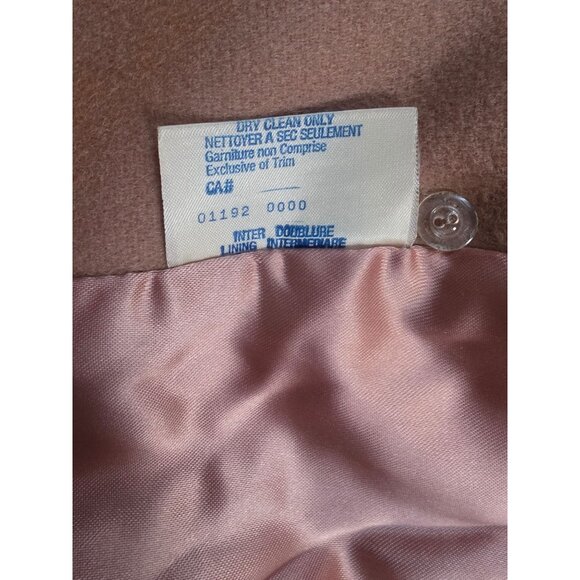 DRY CLEAN ONLY
NETTOYER A SEC SEULEMENT
Garniture non Comprise
Exclusive of Trim
CA#
01192 0000
INTER DOUBLURE
LINING INTERMEDIARE